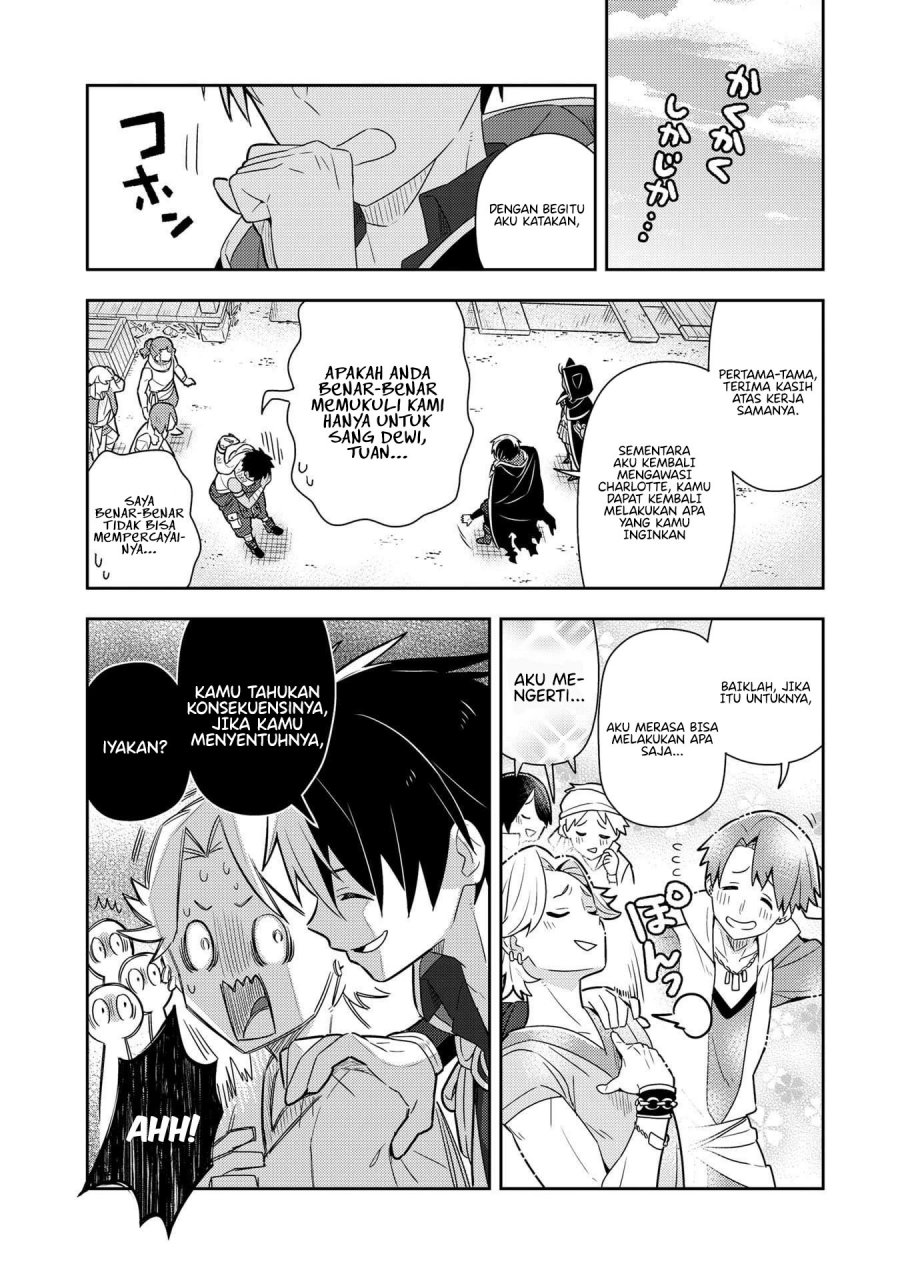 かくかく
しかじか…
DENGAN BEGITU
AKU KATAKAN,
コホン
PERTAMA-TAMA,
TERIMA KASIH
ATAS KERJA
SAMANYA.
SEMENTARA
AKU KEMBALI
MENGAWASI
CHARLOTTE, KAMU
DAPAT KEMBALI
MELAKUKAN APA
YANG KAMU
INGINKAN
APAKAH ANDA
BENAR-BENAR
MEMUKULI KAMI
HANYA UNTUK
SANG DEWI,
TUAN...
SAYA
BENAR-BENAR
TIDAK BISA
MEMPERCAYAI-
NYA...
BAIKLAH, JIKA
ITU UNTUKNYA,
AKU MERASA BISA
MELAKUKAN APA
SAJA...
AKU ME-
NGERTI...
ぽんっ
KAMU TAHUKAN
KONSEKUENSINYA,
JIKA KAMU
MENYENTUHNYA,
IYAKAN?
AHH!